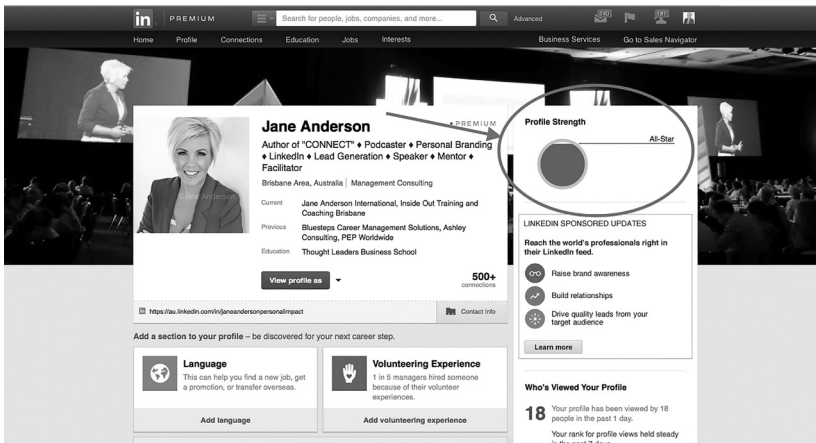 in PREMIUM
Search for people, jobs, companies, and more...
Advanced
Home Profile Connections Education Jobs Interests
Business Services Go to Sales Navigator
Jane Anderson
PREMIUM
Author of "CONNECT" ♦ Podcaster ♦ Personal Branding
♦ LinkedIn ♦ Lead Generation ♦ Speaker ♦ Mentor ♦
Facilitator
Brisbane Area, Australia | Management Consulting
Current Jane Anderson International, Inside Out Training and
Coaching Brisbane
Previous Bluesteps Career Management Solutions, Ashley
Consulting, PEP Worldwide
Education Thought Leaders Business School
View profile as
500+
connections
https://au.linkedin.com/in/janeandersonpersonalimpact
Contact Info
© Jane Anderson
Profile Strength
All-Star
LINKEDIN SPONSORED UPDATES
Reach the world's professionals right in
their LinkedIn feed.
Raise brand awareness
Build relationships
Drive quality leads from your
target audience
Learn more
Add a section to your profile – be discovered for your next career step.
Language
This can help you find a new job, get
a promotion, or transfer overseas.
Add language
Volunteering Experience
1 in 5 managers hired someone
because of their volunteer
experiences.
Add volunteering experience
Who's Viewed Your Profile
18 Your profile has been viewed by 18
people in the past 1 day.
Your rank for profile views held steady